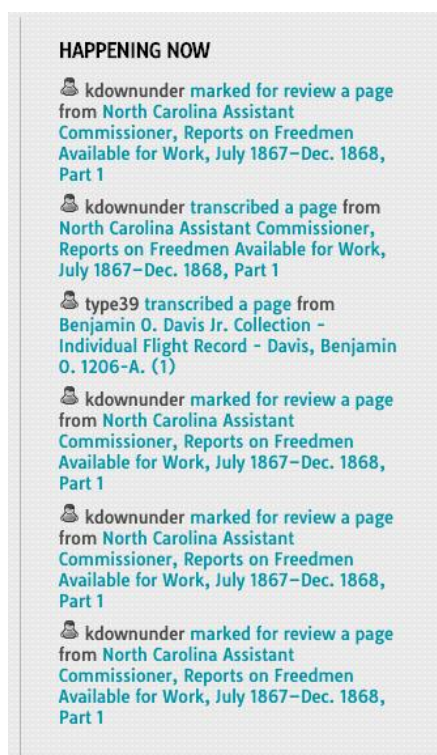 HAPPENING NOW
kdownunder marked for review a page
from North Carolina Assistant
Commissioner, Reports on Freedmen
Available for Work, July 1867–Dec. 1868,
Part 1
kdownunder transcribed a page from
North Carolina Assistant Commissioner,
Reports on Freedmen Available for Work,
July 1867–Dec. 1868, Part 1
type39 transcribed a page from
Benjamin O. Davis Jr. Collection -
Individual Flight Record - Davis, Benjamin
O. 1206-A. (1)
kdownunder marked for review a page
from North Carolina Assistant
Commissioner, Reports on Freedmen
Available for Work, July 1867–Dec. 1868,
Part 1
kdownunder marked for review a page
from North Carolina Assistant
Commissioner, Reports on Freedmen
Available for Work, July 1867–Dec. 1868,
Part 1
kdownunder marked for review a page
from North Carolina Assistant
Commissioner, Reports on Freedmen
Available for Work, July 1867–Dec. 1868,
Part 1